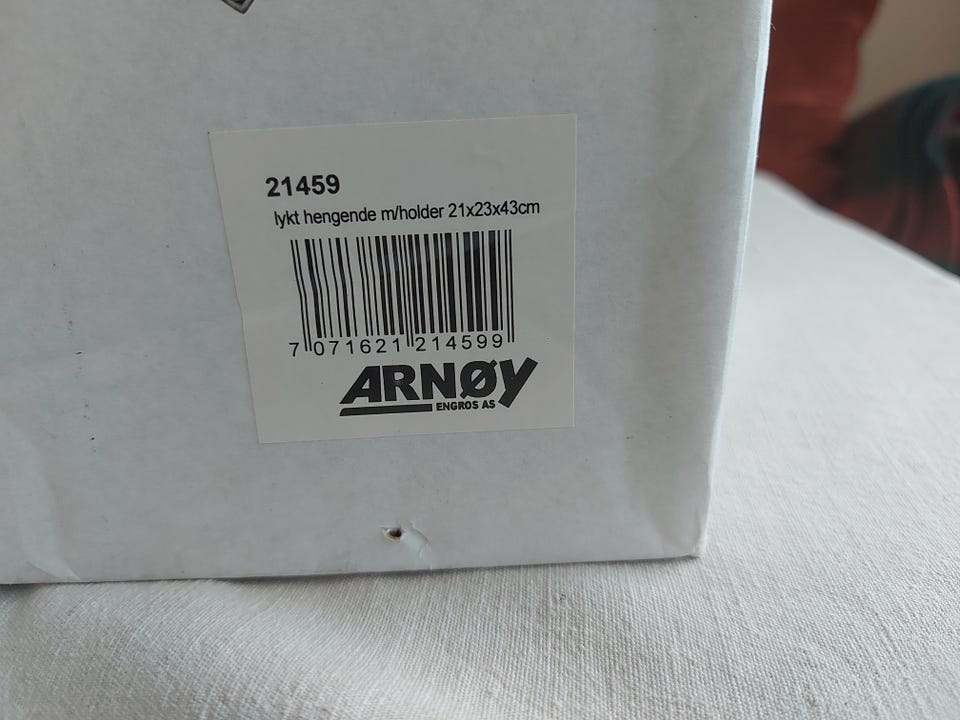 21459
lykt hengende m/holder 21x23x43cm
7 071621 214599
ARNØY
ENGROS AS